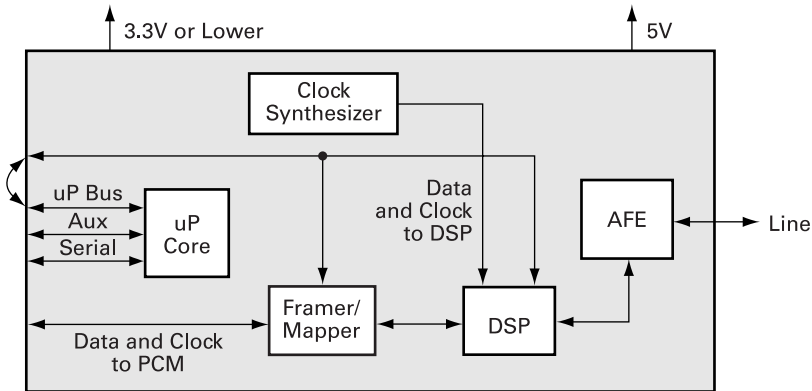 3.3V or Lower
5V
Clock
Synthesizer
uP Bus
Aux
Serial
uP
Core
Data
and Clock
to DSP
AFE
Line
Framer/
Mapper
DSP
Data and Clock
to PCM